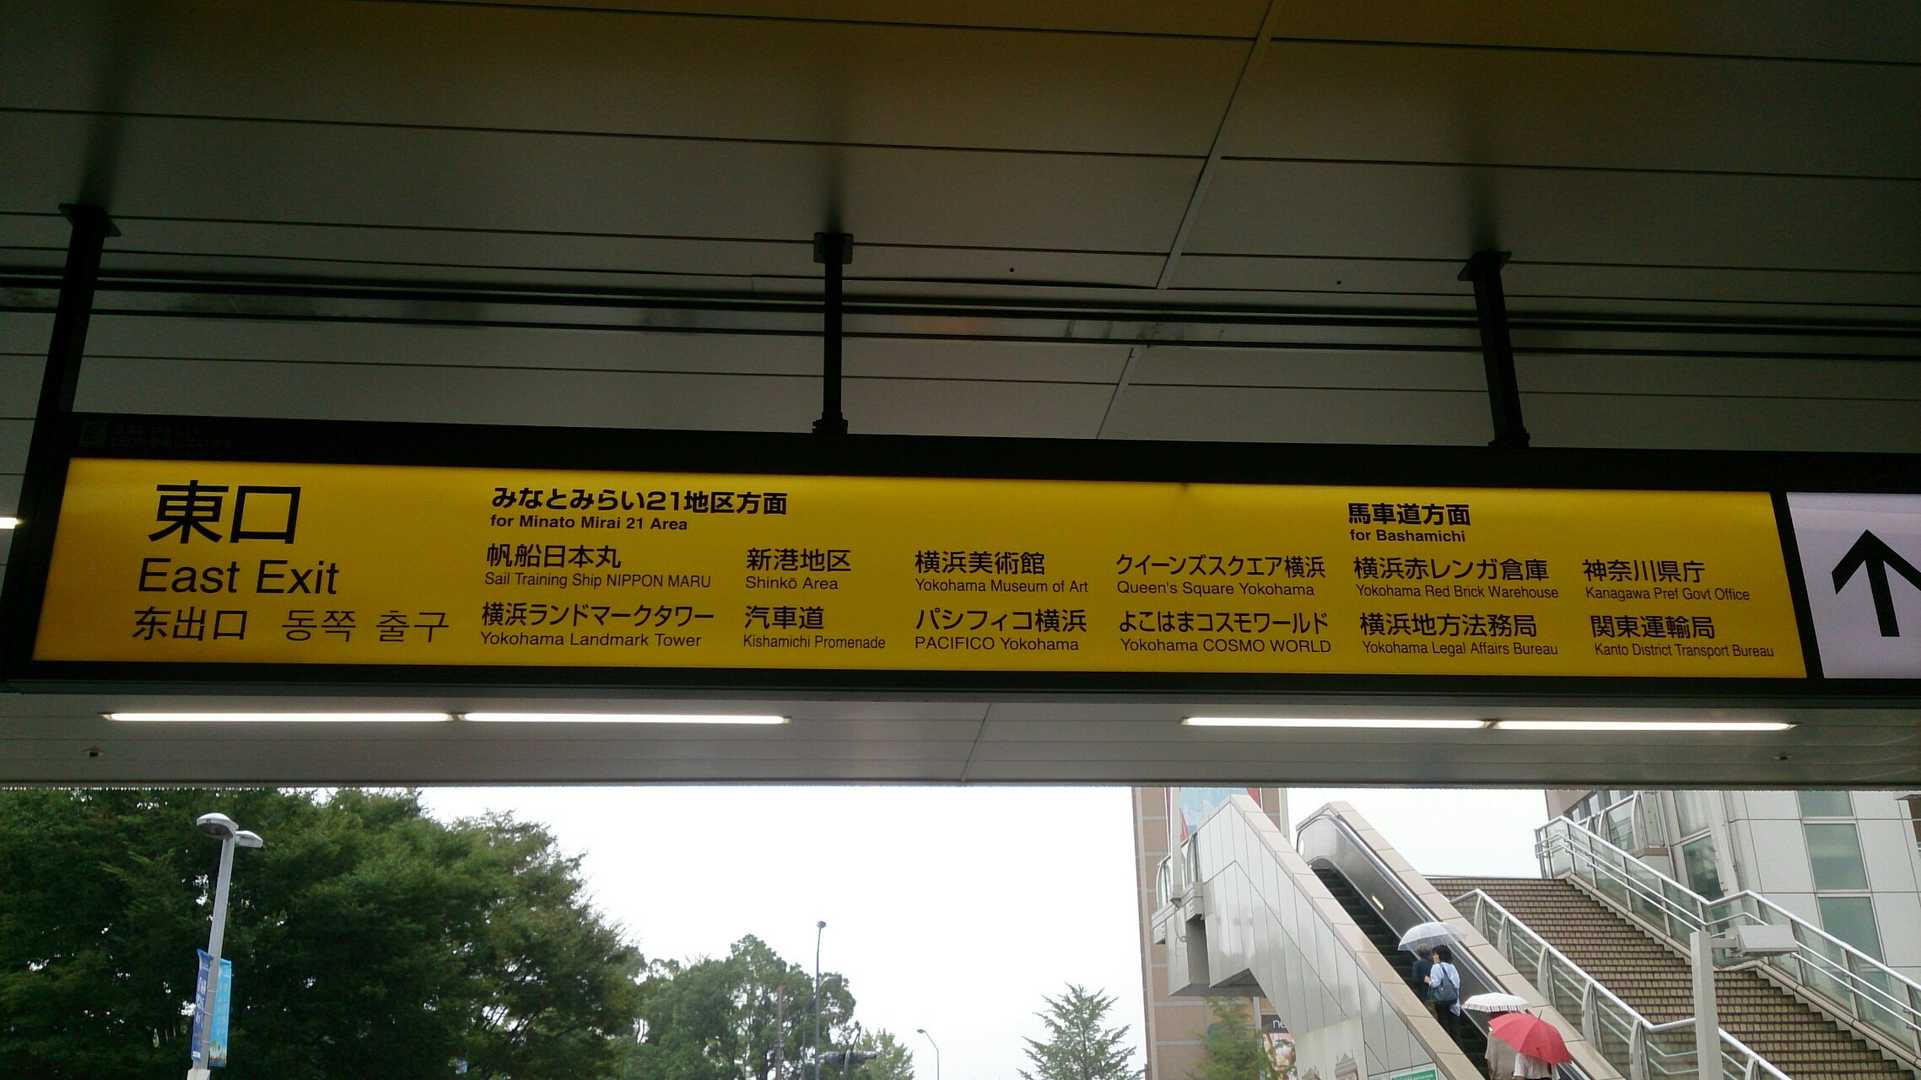 東口
East Exit
东出口 동쪽 출구
みなとみらい21地区方面
for Minato Mirai 21 Area
帆船日本丸
Sail Training Ship NIPPON MARU
横浜ランドマークタワー
Yokohama Landmark Tower
新港地区
Shinkō Area
汽車道
Kishamichi Promenade
横浜美術館
Yokohama Museum of Art
パシフィコ横浜
PACIFICO Yokohama
クイーンズスクエア横浜
Queen's Square Yokohama
よこはまコスモワールド
Yokohama COSMO WORLD
馬車道方面
for Bashamichi
横浜赤レンガ倉庫
Yokohama Red Brick Warehouse
横浜地方法務局
Yokohama Legal Affairs Bureau
神奈川県庁
Kanagawa Pref Govt Office
関東運輸局
Kanto District Transport Bureau